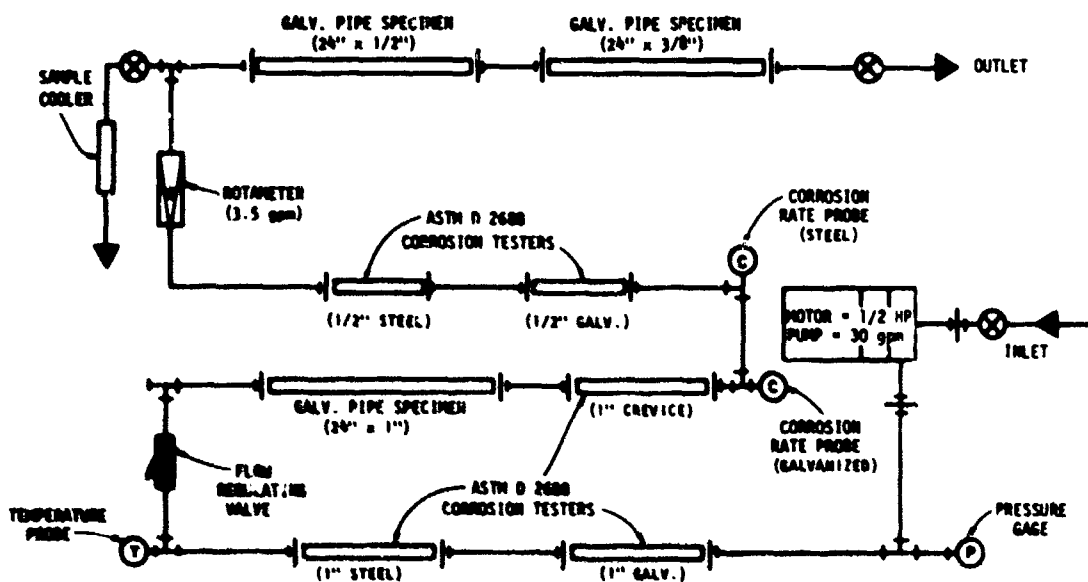 GALV. PIPE SPECIMEN
(24" x 1/2")
GALV. PIPE SPECIMEN
(24" x 3/8")
SAMPLE
COOLER
OUTLET
ROTAMETER
(3.5 gpm)
ASTM D 2688
CORROSION TESTERS
CORROSION
RATE PROBE
(STEEL)
C
(1/2" STEEL)
(1/2" GALV.)
MOTOR = 1/2 HP
PUMP = 30 gpm
INLET
GALV. PIPE SPECIMEN
(24" x 1")
(1" CREVICE)
C
CORROSION
RATE PROBE
(GALVANIZED)
FLOW
REGULATING
VALVE
ASTM D 2688
CORROSION TESTERS
TEMPERATURE
PROBE
T
(1" STEEL)
(1" GALV.)
PRESSURE
GAGE
P